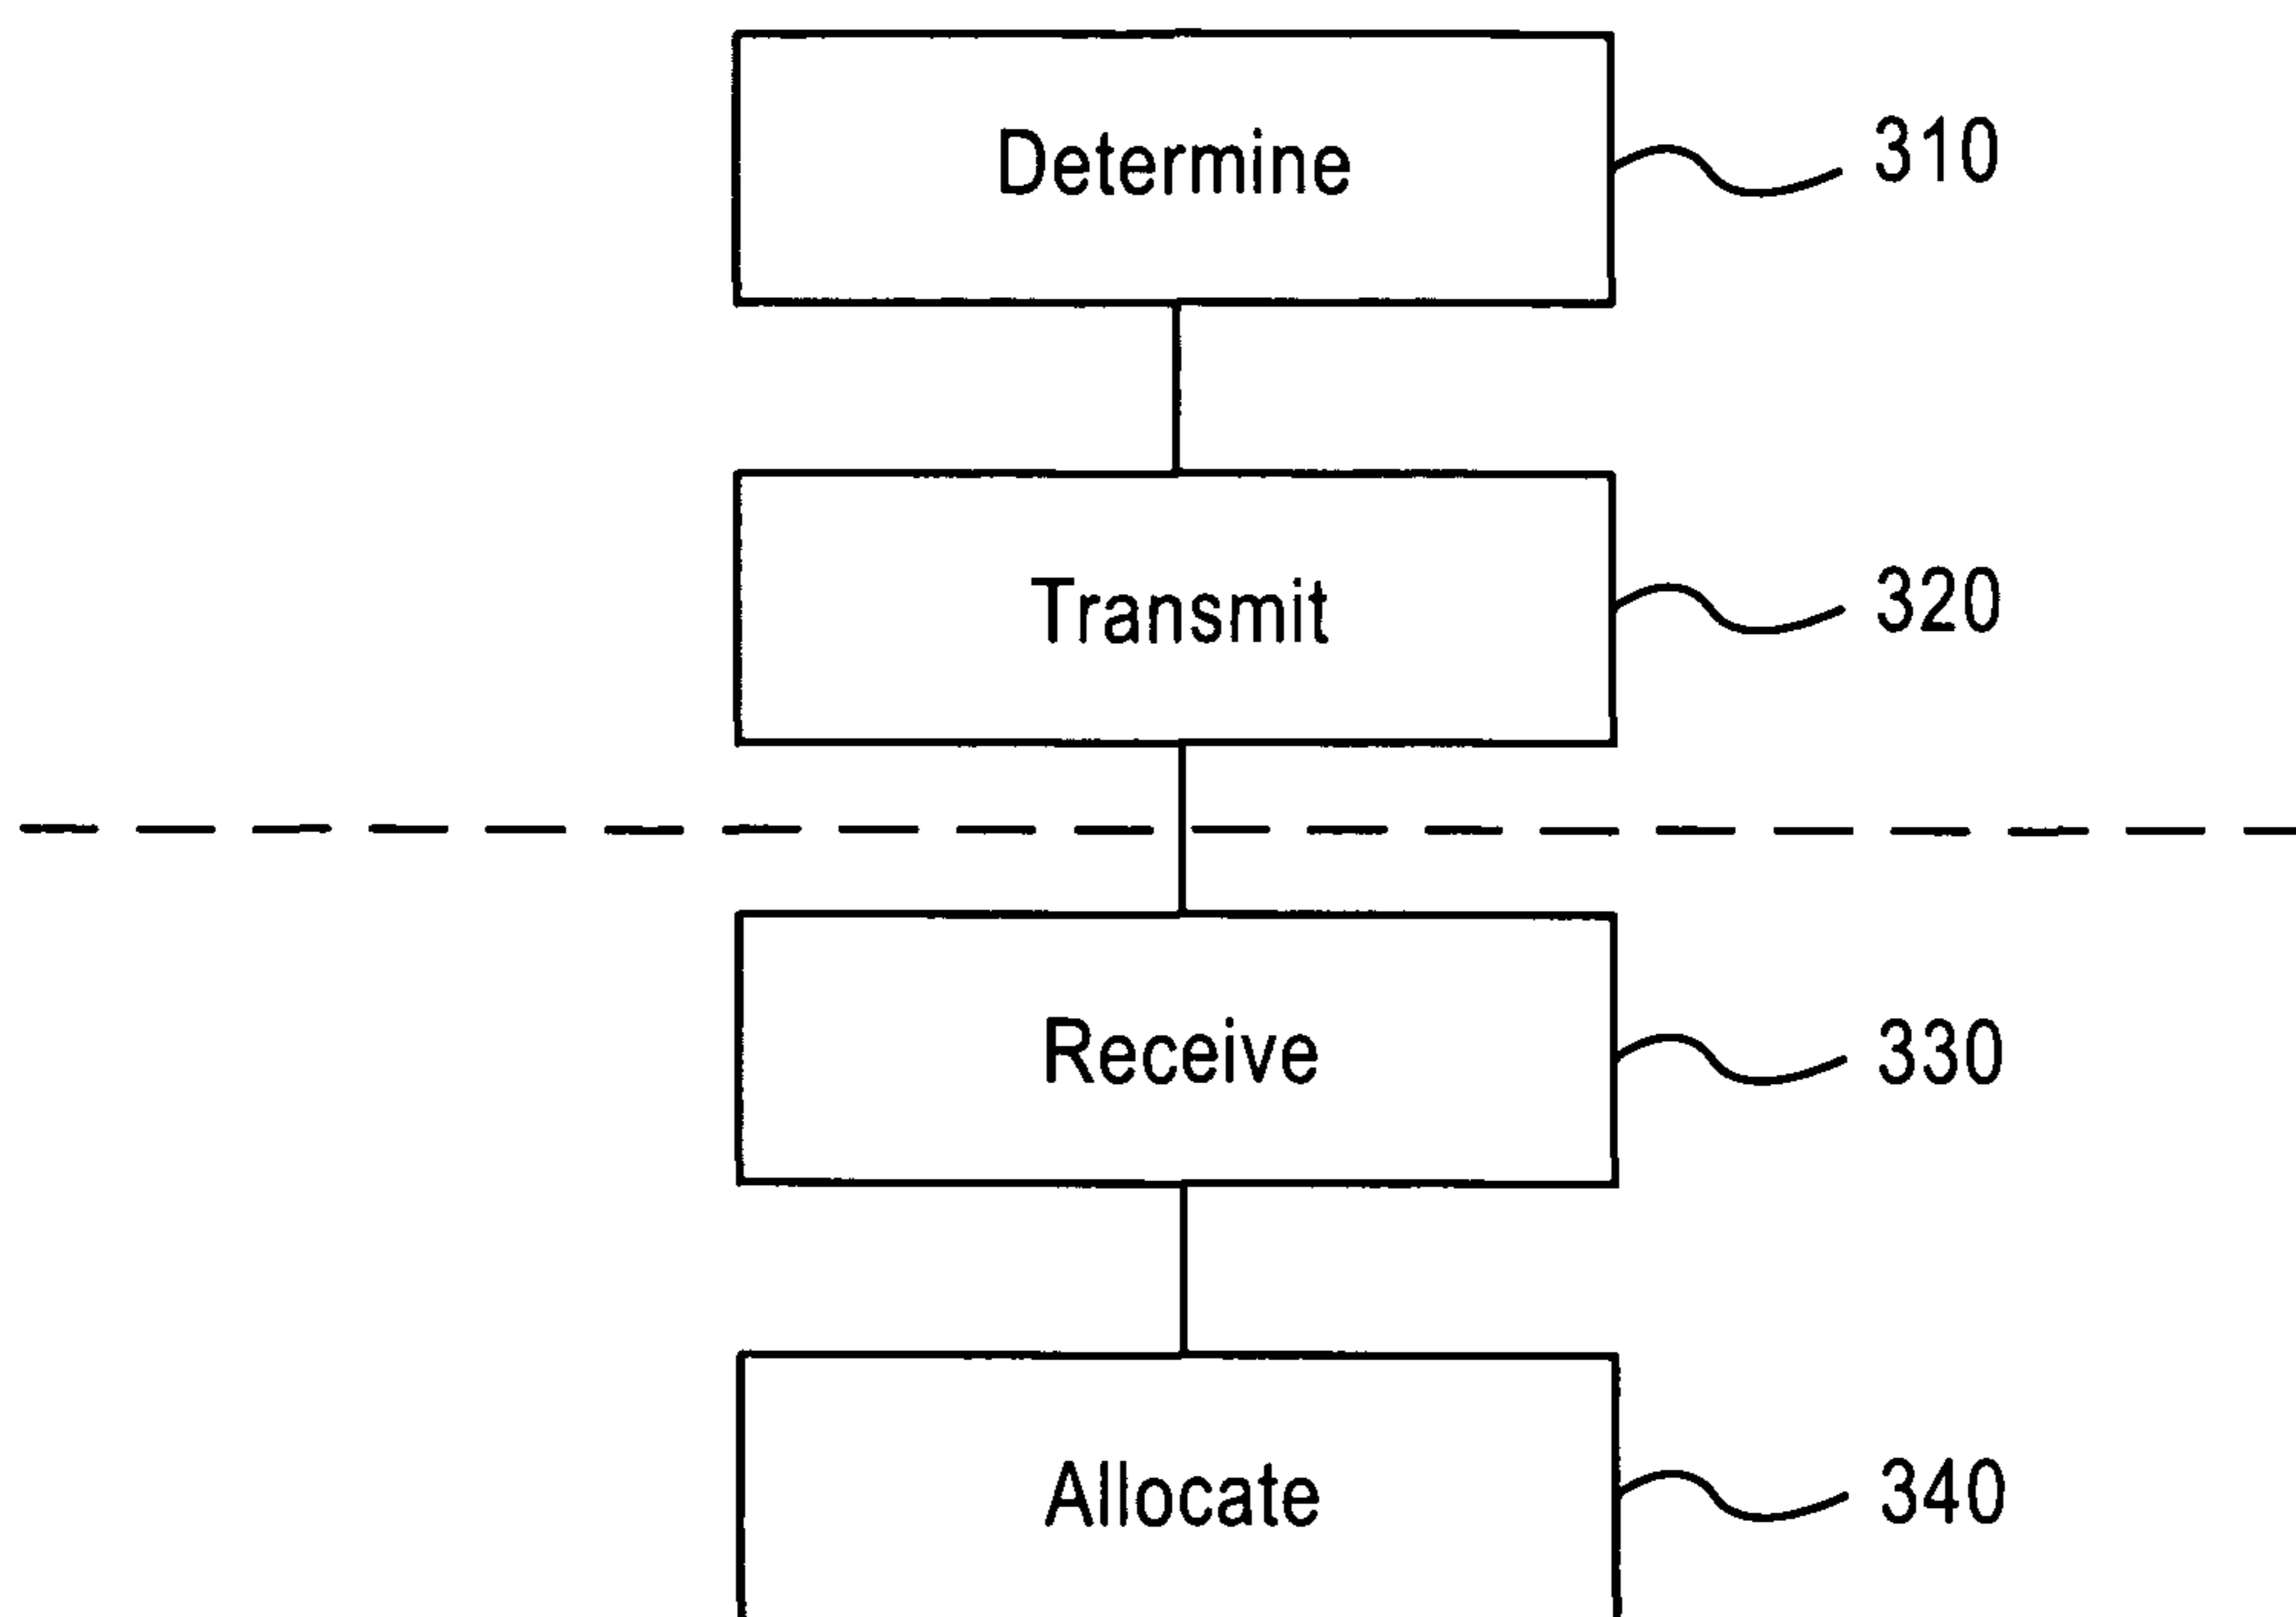 Determine 310
Transmit 320
Receive 330
Allocate 340